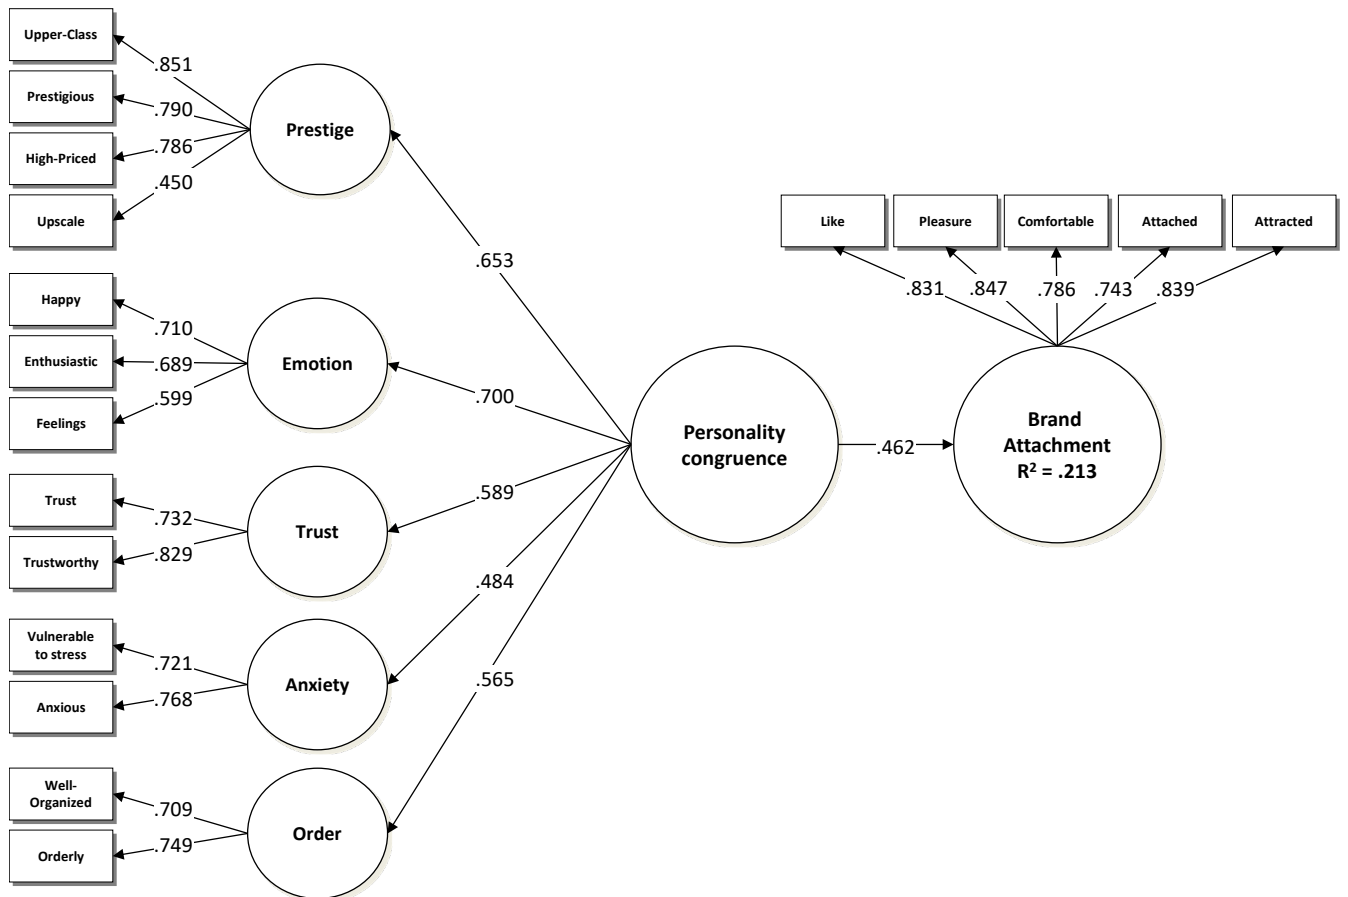 Upper-Class
.851
Prestigious
.790
High-Priced
.786
Upscale
.450
Prestige
.653
Happy
.710
Enthusiastic
.689
Feelings
.599
Emotion
.700
Trust
.732
Trustworthy
.829
Trust
.589
Vulnerable
to stress
.721
Anxious
.768
Anxiety
.484
Well-
Organized
.709
Orderly
.749
Order
.565
Personality
congruence
.462
Like
Pleasure
Comfortable
Attached
Attracted
.831
.847
.786
.743
.839
Brand
Attachment
R² = .213